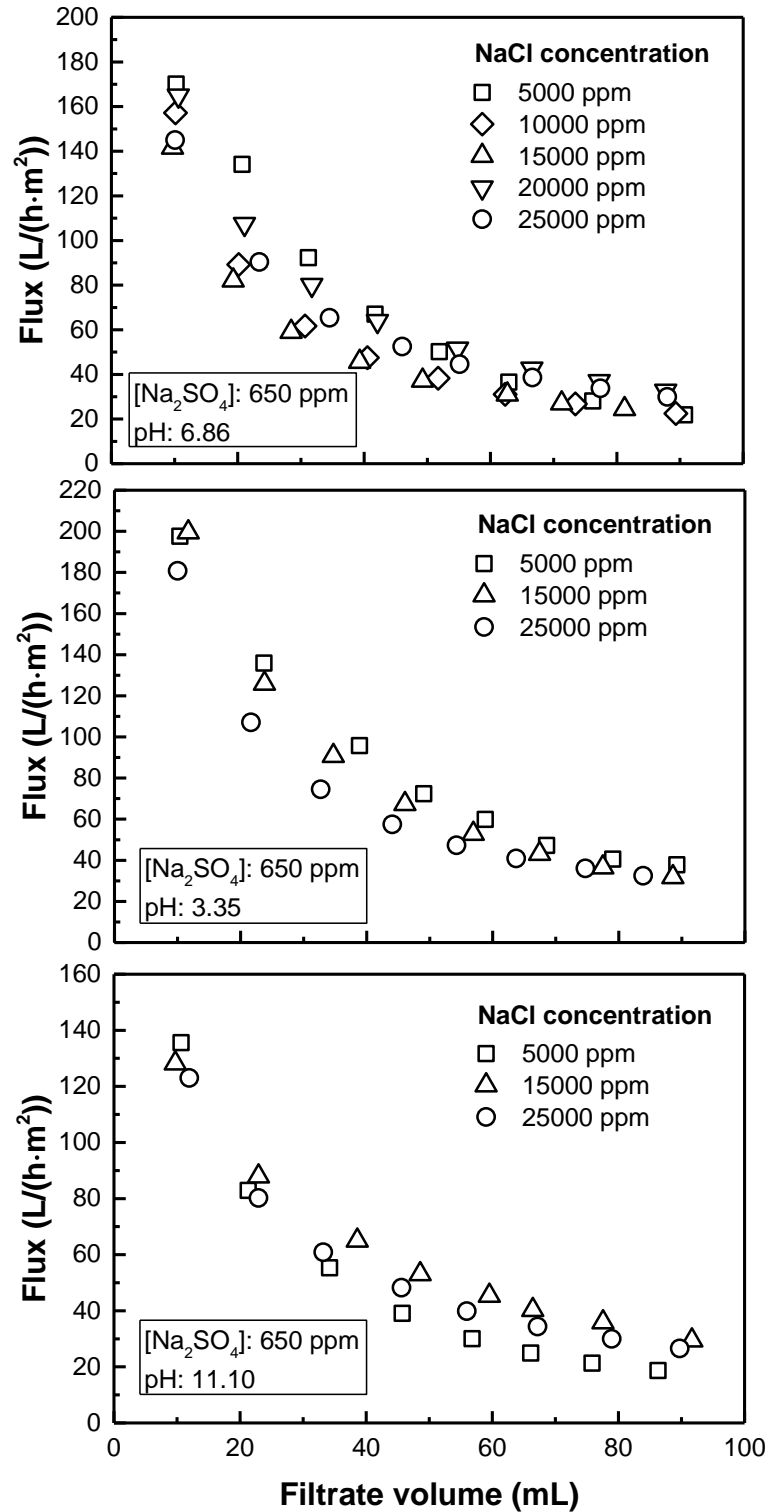 200
180
160
140
120
100
80
60
40
20
0
Flux (L/(h·m²))
NaCl concentration
5000 ppm
10000 ppm
15000 ppm
20000 ppm
25000 ppm
[Na₂SO₄]: 650 ppm
pH: 6.86
220
200
180
160
140
120
100
80
60
40
20
0
Flux (L/(h·m²))
NaCl concentration
5000 ppm
15000 ppm
25000 ppm
[Na₂SO₄]: 650 ppm
pH: 3.35
160
140
120
100
80
60
40
20
0
Flux (L/(h·m²))
NaCl concentration
5000 ppm
15000 ppm
25000 ppm
[Na₂SO₄]: 650 ppm
pH: 11.10
0 20 40 60 80 100
Filtrate volume (mL)